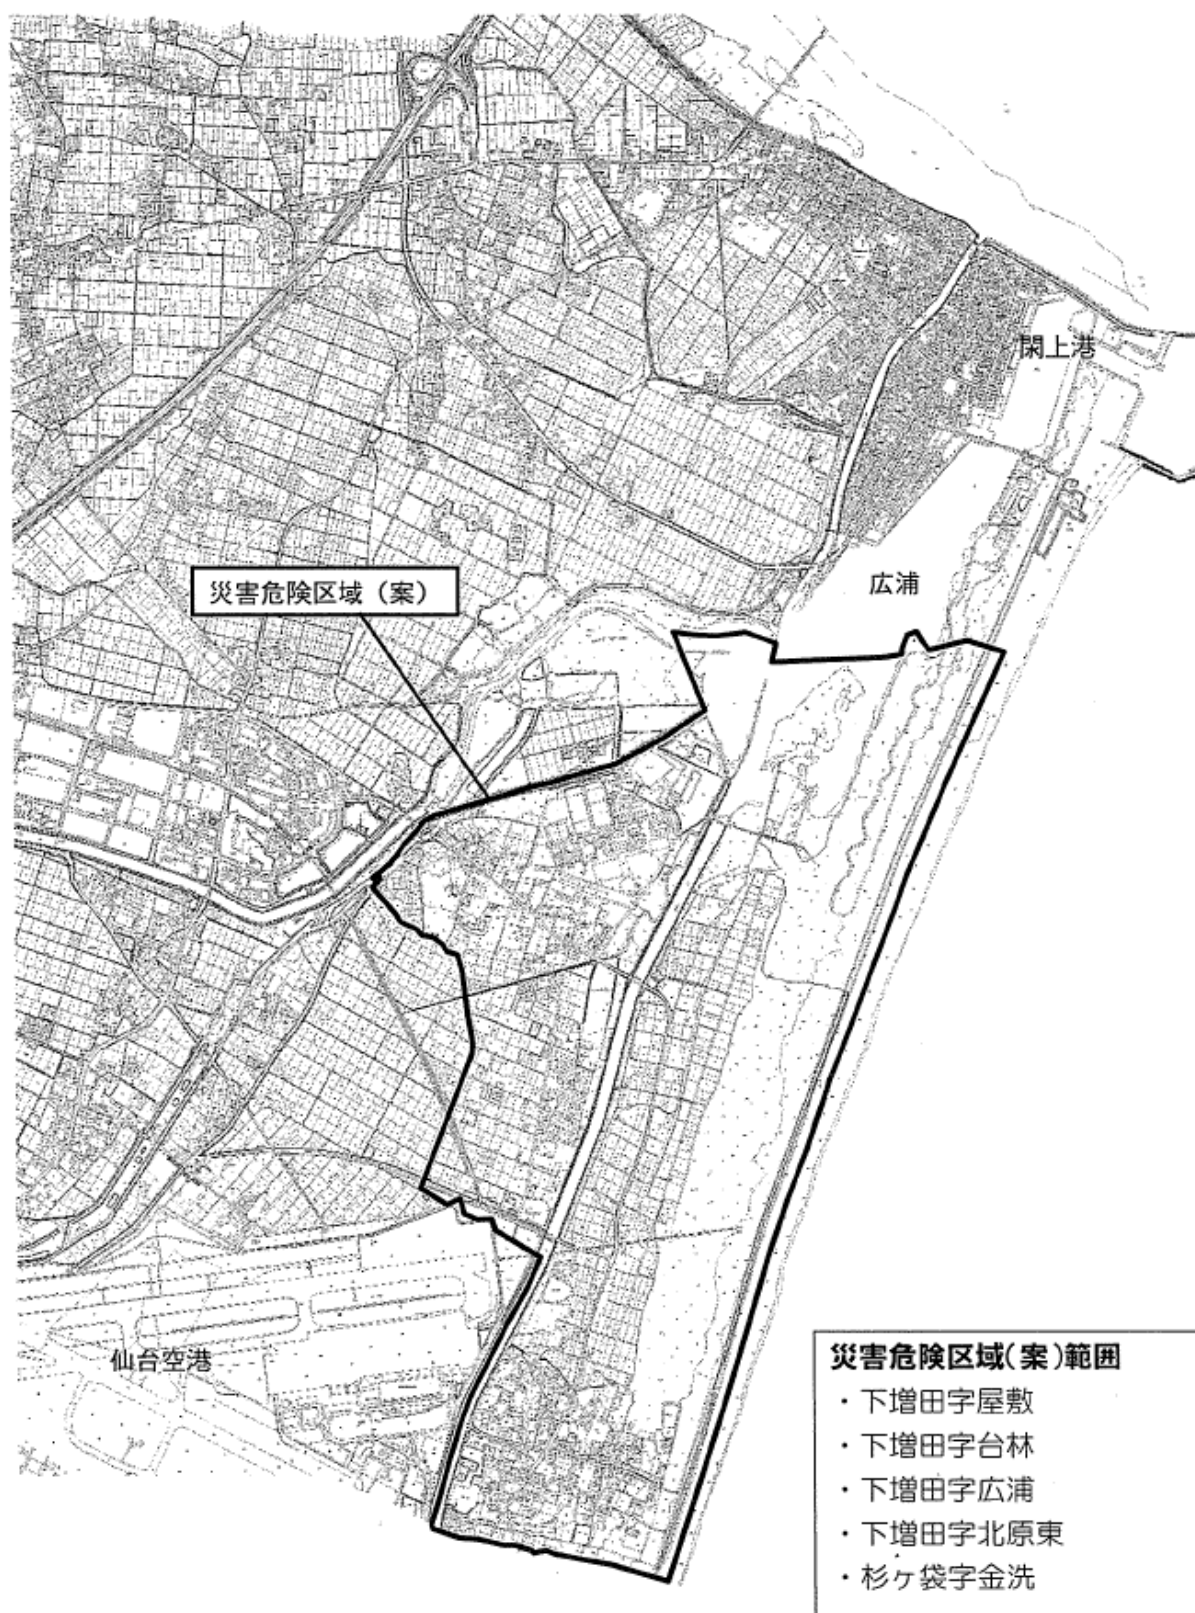 閖上港
広浦
災害危険区域（案）
仙台空港
災害危険区域(案)範囲
・下増田字屋敷
・下増田字台林
・下増田字広浦
・下増田字北原東
・杉ヶ袋字金洗